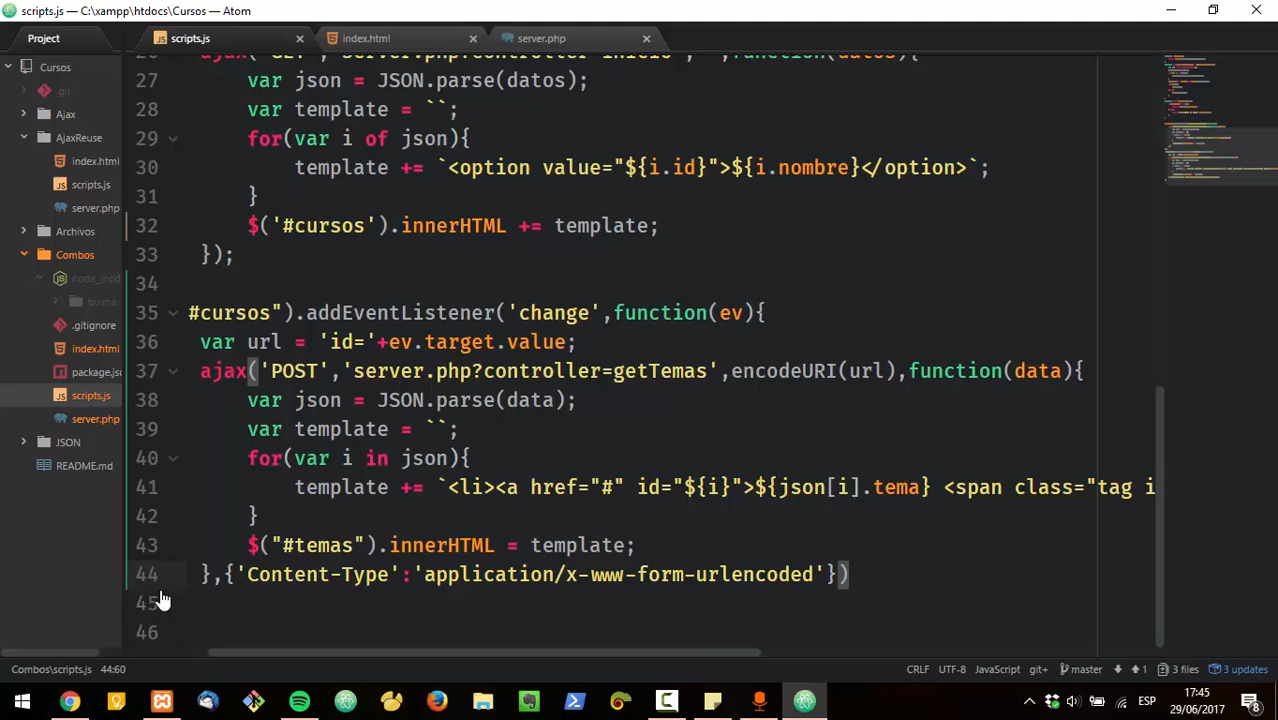 scripts.js — C:\xampp\htdocs\Cursos — Atom
Project
scripts.js
index.html
server.php
Cursos
.git
Ajax
AjaxReuse
index.html
scripts.js
server.php
Archivos
Combos
node_mod
.gitignore
index.html
package.jso
scripts.js
server.php
JSON
README.md
27 var json = JSON.parse(datos);
28 var template = ``;
29 for(var i of json){
30 template += `<option value="${i.id}">${i.nombre}</option>`;
31 }
32 $('#cursos').innerHTML += template;
33 });
34
35 #cursos").addEventListener('change',function(ev){
36 var url = 'id='+ev.target.value;
37 ajax('POST','server.php?controller=getTemas',encodeURI(url),function(data){
38 var json = JSON.parse(data);
39 var template = ``;
40 for(var i in json){
41 template += `<li><a href="#" id="${i}">${json[i].tema} <span class="tag i
42 }
43 $("#temas").innerHTML = template;
44 },{'Content-Type':'application/x-www-form-urlencoded'})
45
46
Combos\scripts.js 44:60
CRLF UTF-8 JavaScript git+ master 1 3 files 3 updates
ESP
17:45
29/06/2017
8